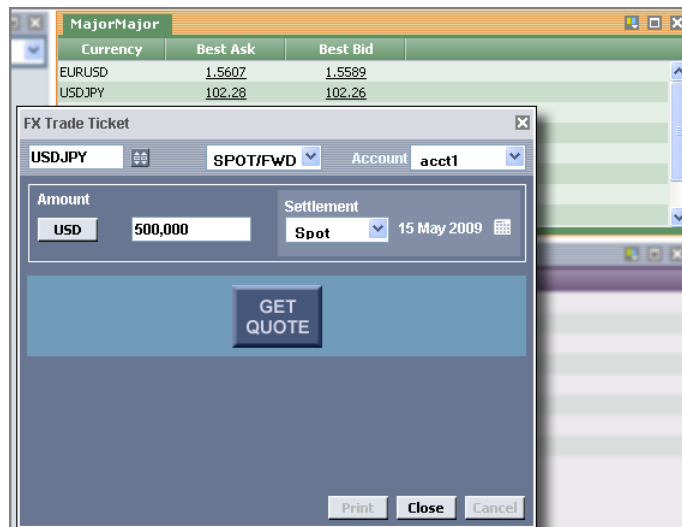 MajorMajor
Currency Best Ask Best Bid
EURUSD 1.5607 1.5589
USDJPY 102.28 102.26
FX Trade Ticket
USDJPY SPOT/FWD Account acct1
Amount
Settlement
USD 500,000 Spot 15 May 2009
GET
QUOTE
Print Close Cancel